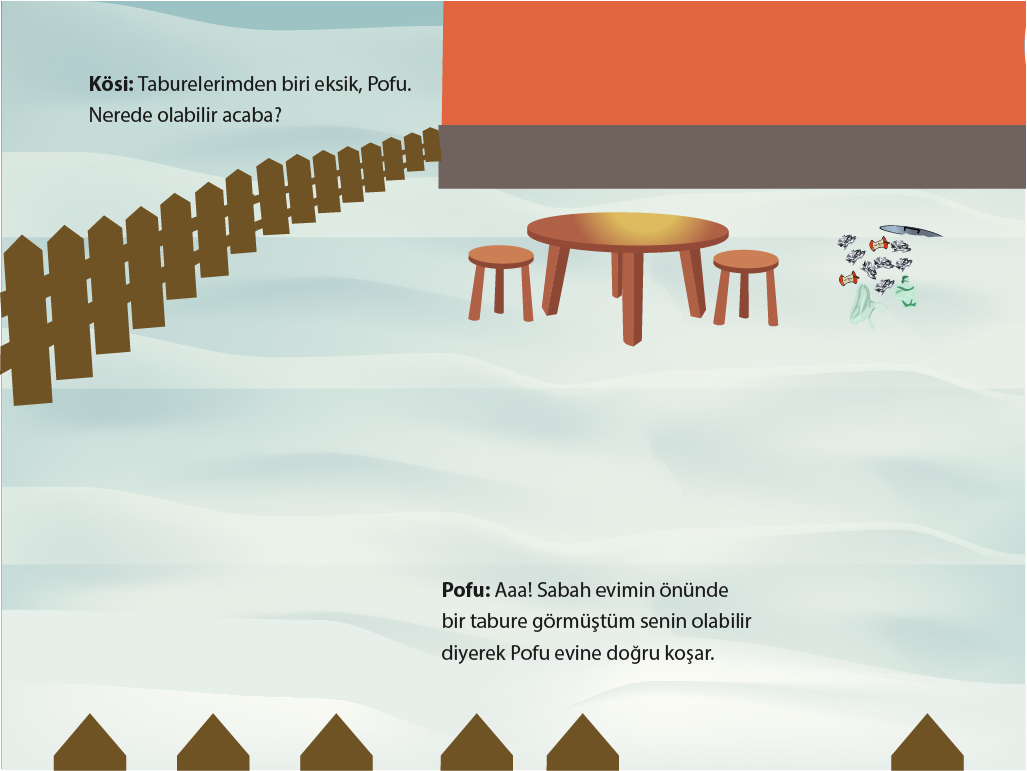 Kösi: Taburelerimden biri eksik, Pofu.
Nerede olabilir acaba?
Pofu: Aaa! Sabah evimin önünde
bir tabure görmüştüm senin olabilir
diyerek Pofu evine doğru koşar.